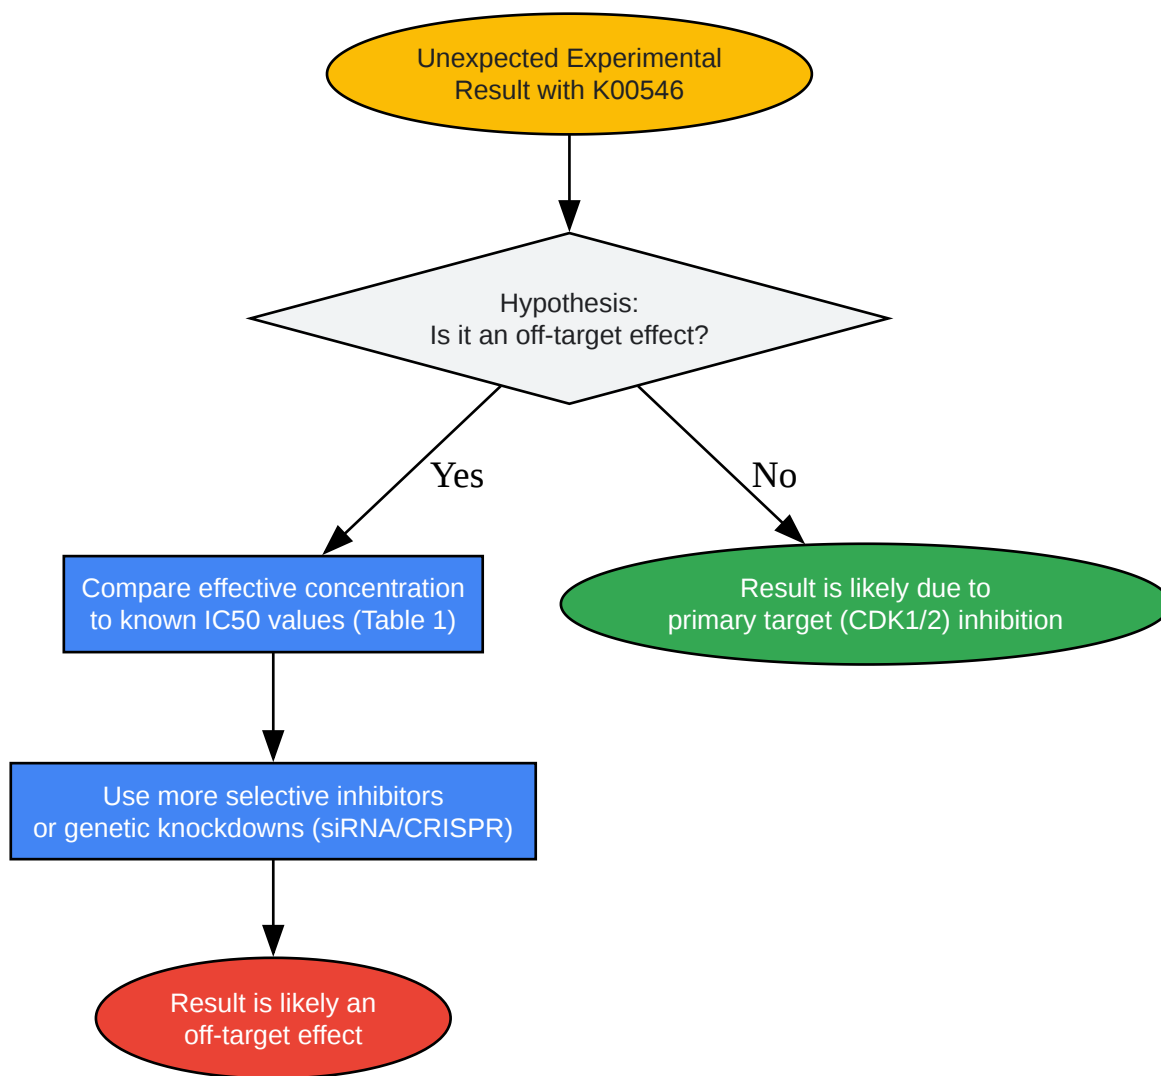 Unexpected Experimental
Result with K00546
Hypothesis:
Is it an off-target effect?
Yes
No
Compare effective concentration
to known IC50 values (Table 1)
Result is likely due to
primary target (CDK1/2) inhibition
Use more selective inhibitors
or genetic knockdowns (siRNA/CRISPR)
Result is likely an
off-target effect